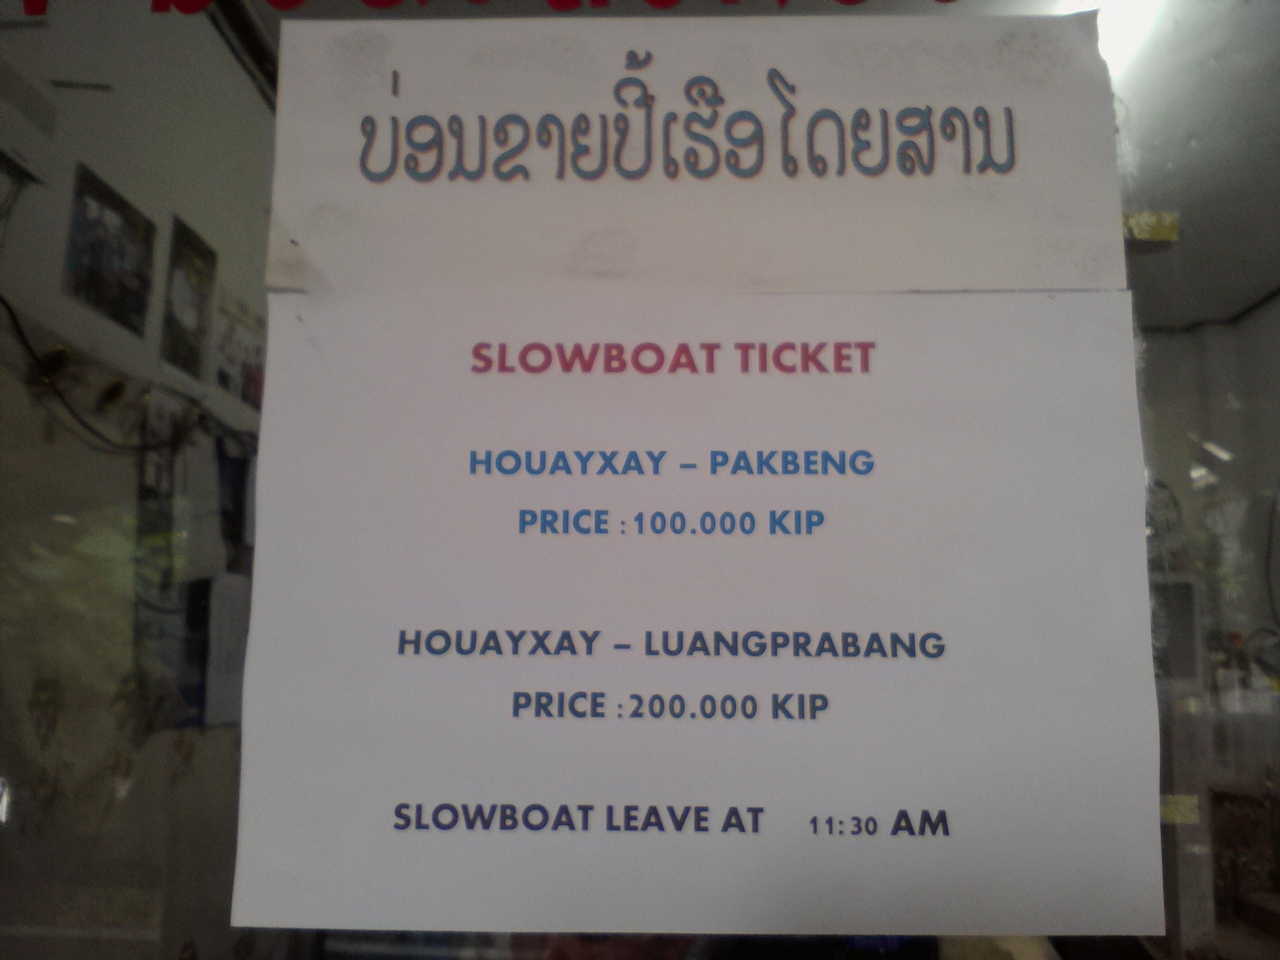 ບ່ອນຂາຍປີ້ເຮືອໂດຍສານ
SLOWBOAT TICKET
HOUAYXAY – PAKBENG
PRICE : 100.000 KIP
HOUAYXAY – LUANGPRABANG
PRICE : 200.000 KIP
SLOWBOAT LEAVE AT 11:30 AM